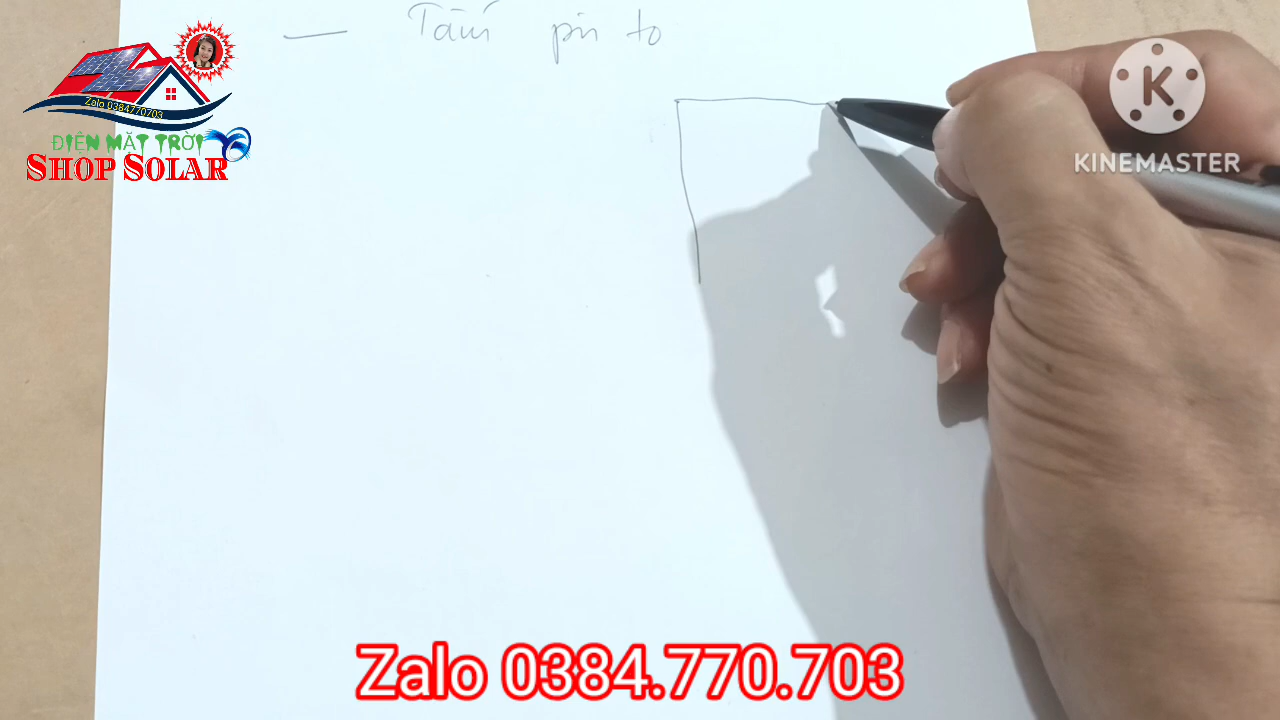 — Tấm pin to
Zalo 0384770703
ĐIỆN MẶT TRỜI
SHOP SOLAR
K
KINEMASTER
Zalo 0384.770.703